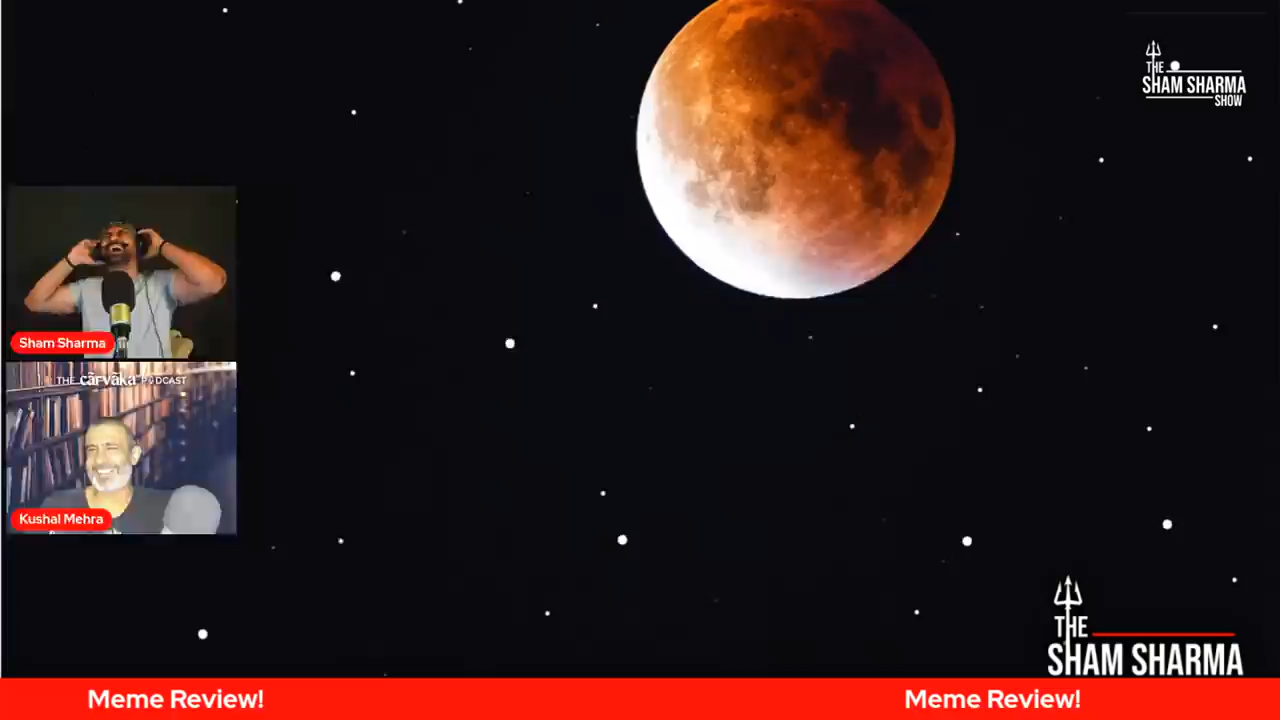 THE
SHAM SHARMA
SHOW
Sham Sharma
THE cārvāka PODCAST
Kushal Mehra
THE
SHAM SHARMA
Meme Review!
Meme Review!